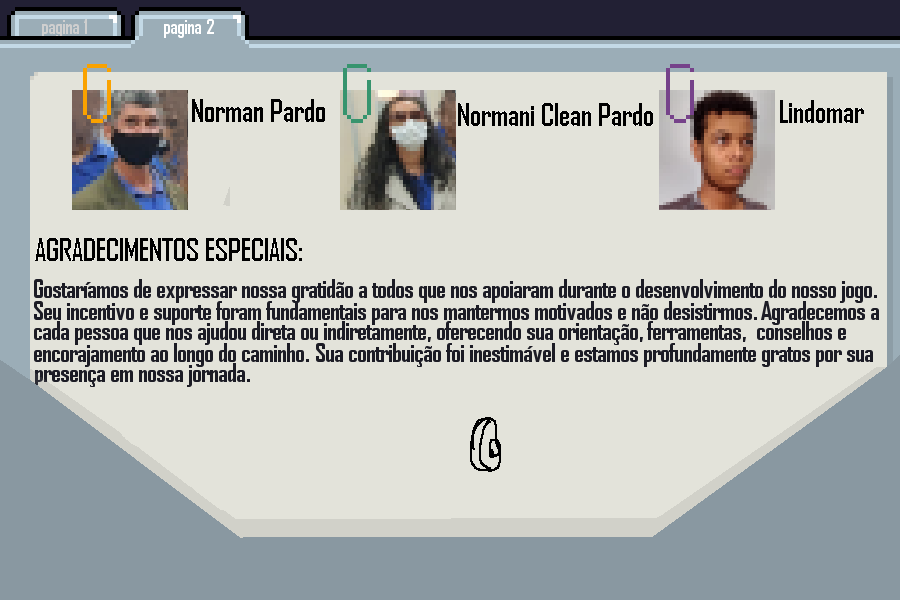 pagina 1
pagina 2
Norman Pardo
Normani Clean Pardo
Lindomar
AGRADECIMENTOS ESPECIAIS:
Gostaríamos de expressar nossa gratidão a todos que nos apoiaram durante o desenvolvimento do nosso jogo.
Seu incentivo e suporte foram fundamentais para nos mantermos motivados e não desistirmos. Agradecemos a
cada pessoa que nos ajudou direta ou indiretamente, oferecendo sua orientação, ferramentas, conselhos e
encorajamento ao longo do caminho. Sua contribuição foi inestimável e estamos profundamente gratos por sua
presença em nossa jornada.